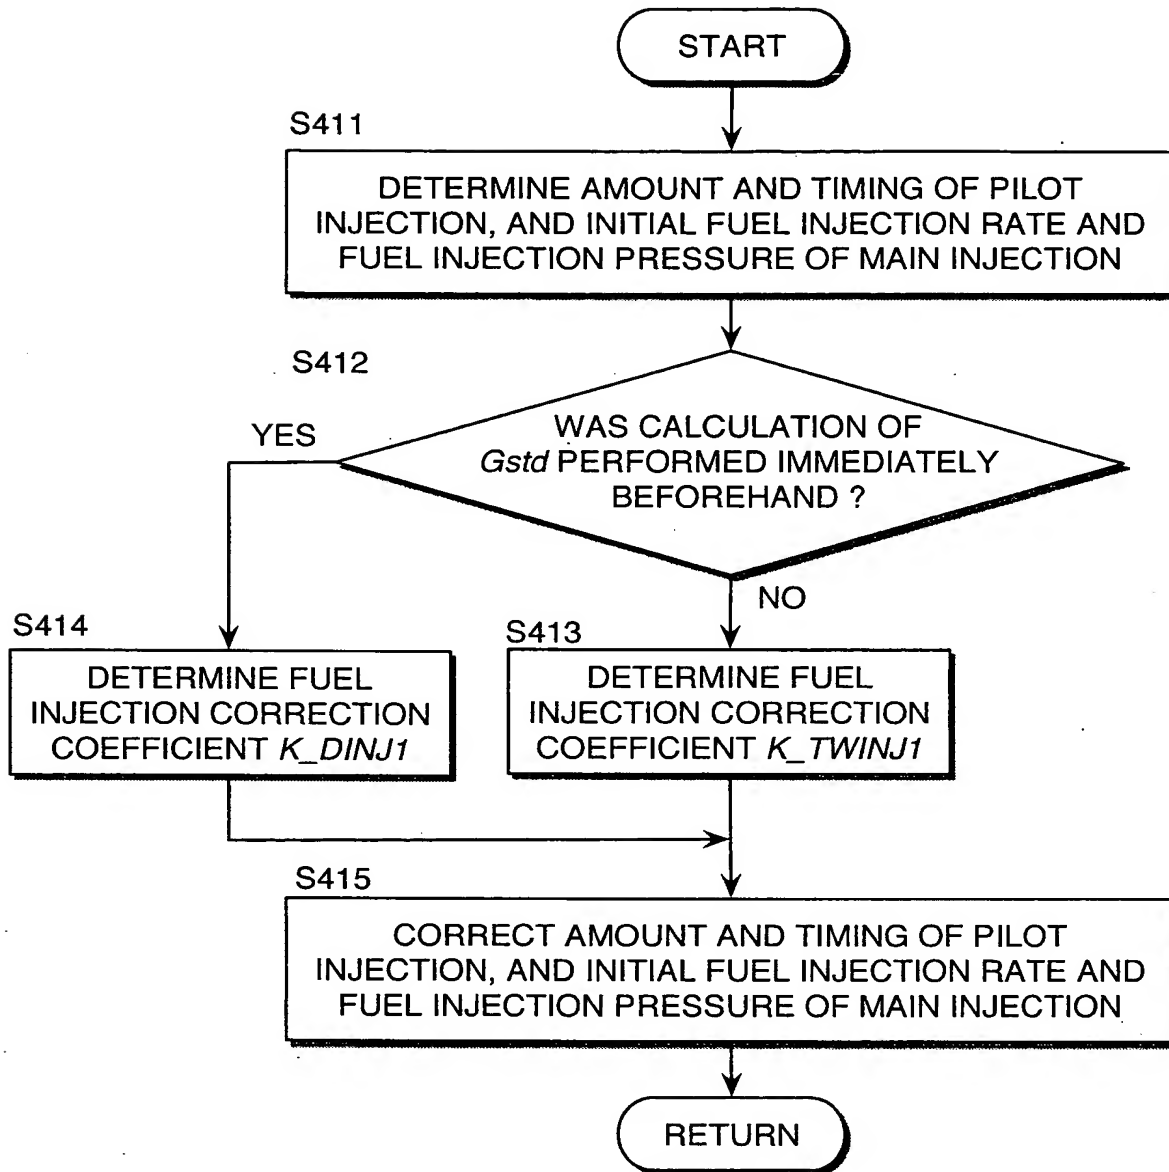 START
S411
DETERMINE AMOUNT AND TIMING OF PILOT
INJECTION, AND INITIAL FUEL INJECTION RATE AND
FUEL INJECTION PRESSURE OF MAIN INJECTION
S412
YES
WAS CALCULATION OF
Gstd PERFORMED IMMEDIATELY
BEFOREHAND ?
NO
S414
DETERMINE FUEL
INJECTION CORRECTION
COEFFICIENT K_DINJ1
S413
DETERMINE FUEL
INJECTION CORRECTION
COEFFICIENT K_TWINJ1
S415
CORRECT AMOUNT AND TIMING OF PILOT
INJECTION, AND INITIAL FUEL INJECTION RATE AND
FUEL INJECTION PRESSURE OF MAIN INJECTION
RETURN